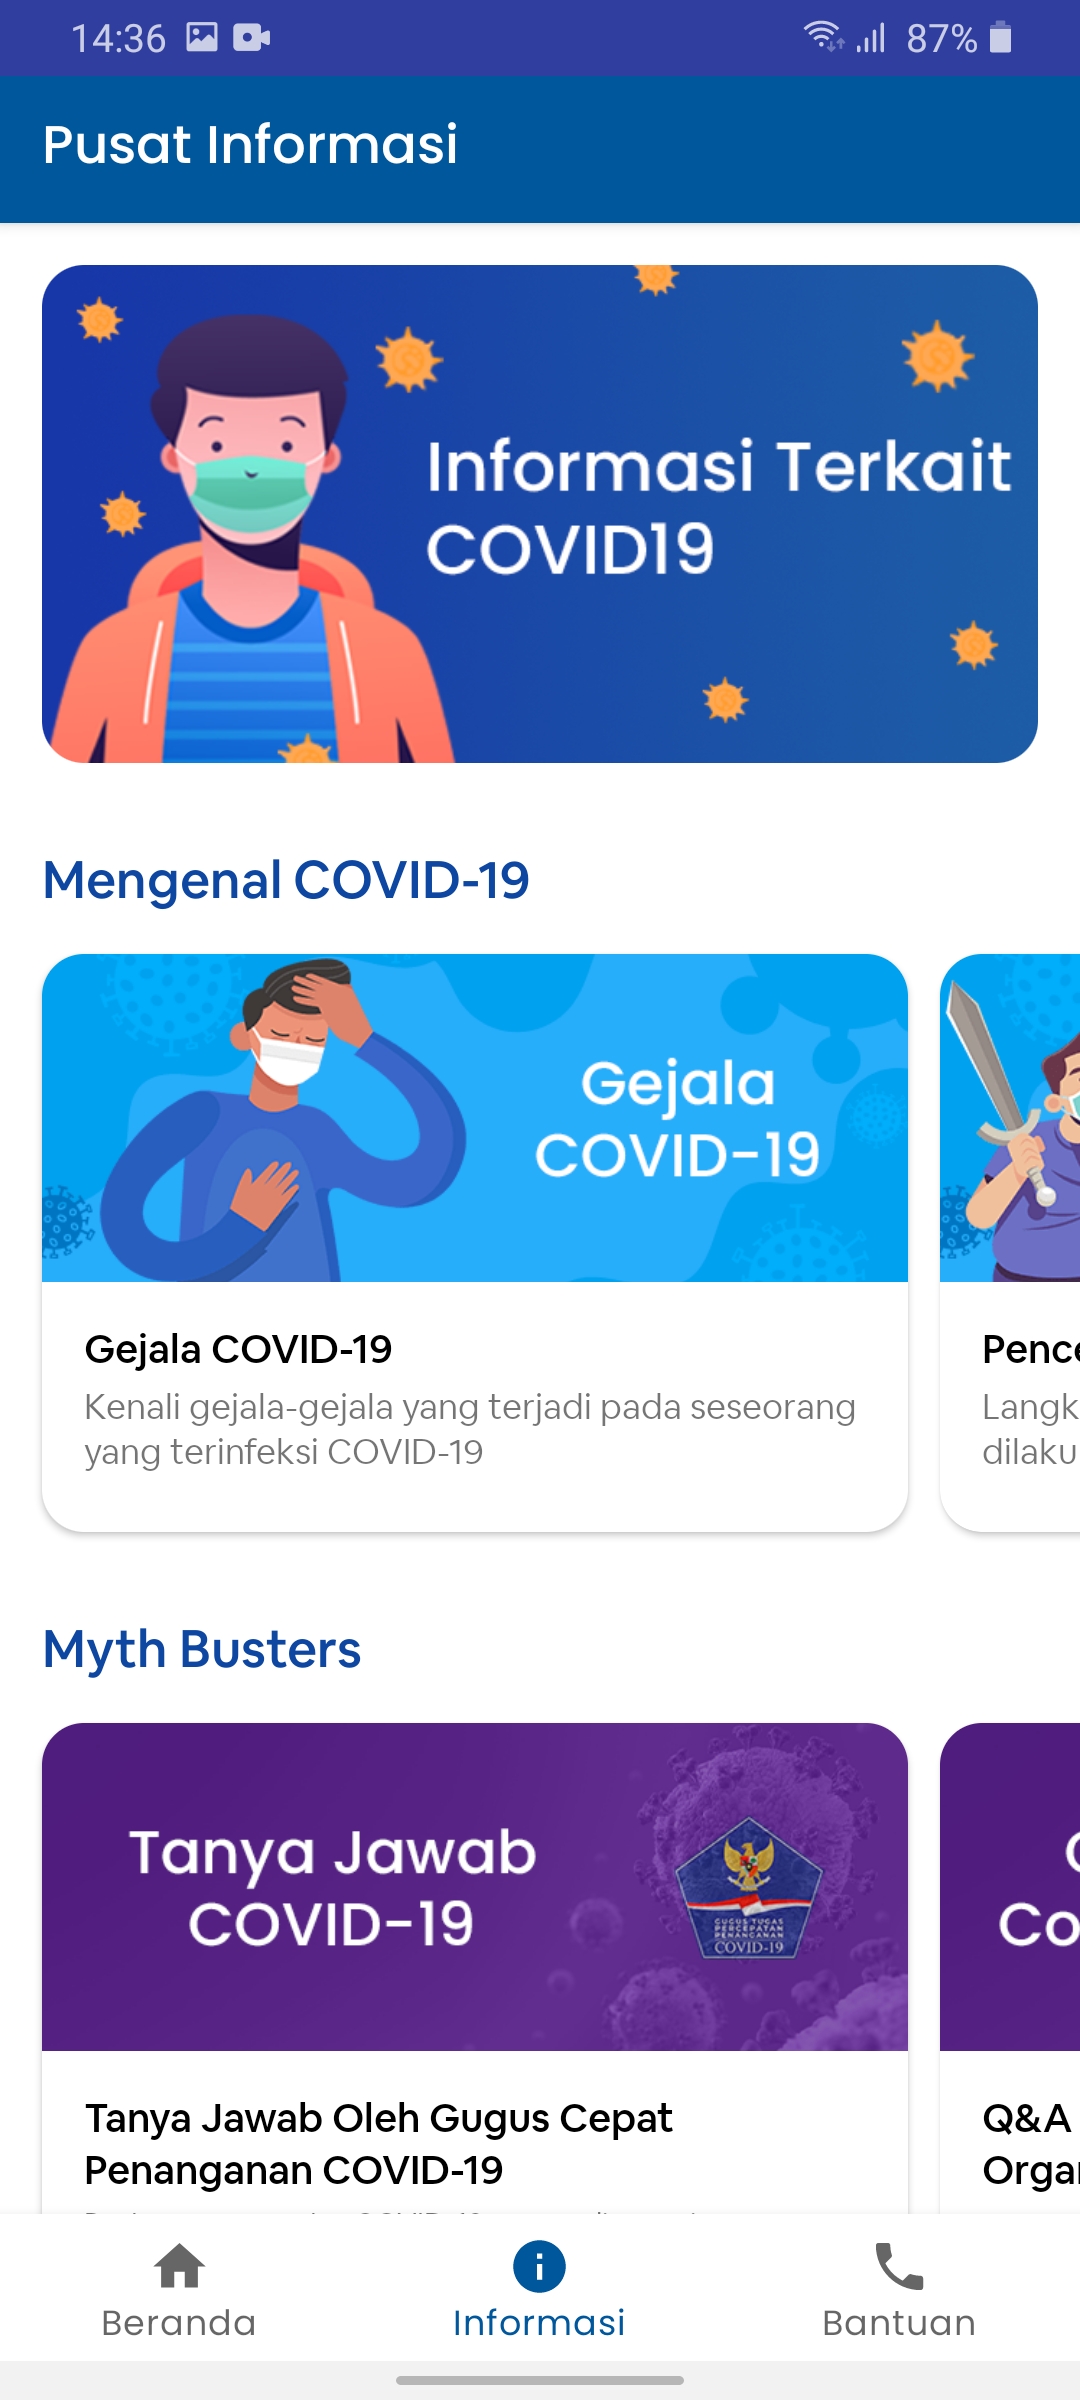 14:36
87%
Pusat Informasi
Informasi Terkait
COVID19
Mengenal COVID-19
Gejala
COVID-19
Gejala COVID-19
Kenali gejala-gejala yang terjadi pada seseorang
yang terinfeksi COVID-19
Pence
Langk
dilaku
Myth Busters
Tanya Jawab
COVID-19
GUGUS TUGAS
PERCEPATAN
PENANGANAN
COVID-19
Co
Tanya Jawab Oleh Gugus Cepat
Penanganan COVID-19
Q&A
Organ
Beranda
Informasi
Bantuan